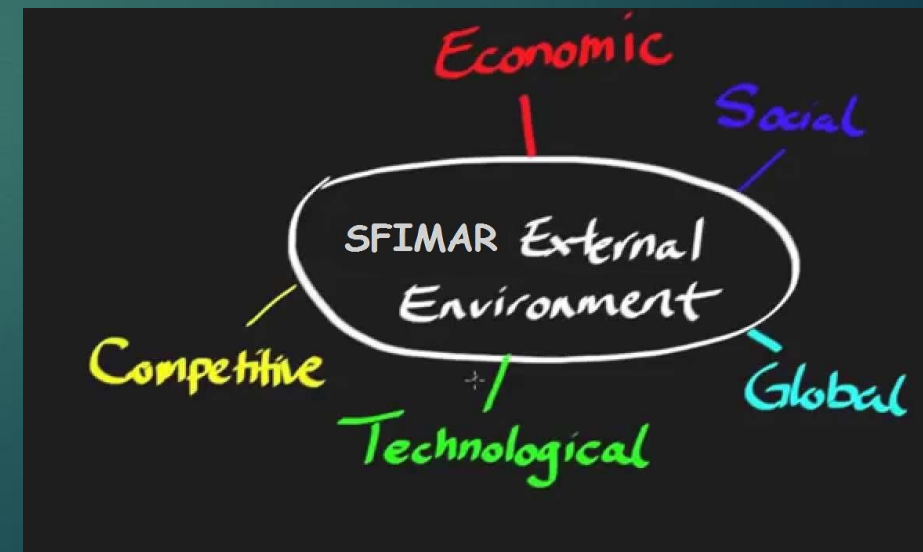 Economic
Social
SFIMAR External
Environment
Competitive
Global
Technological